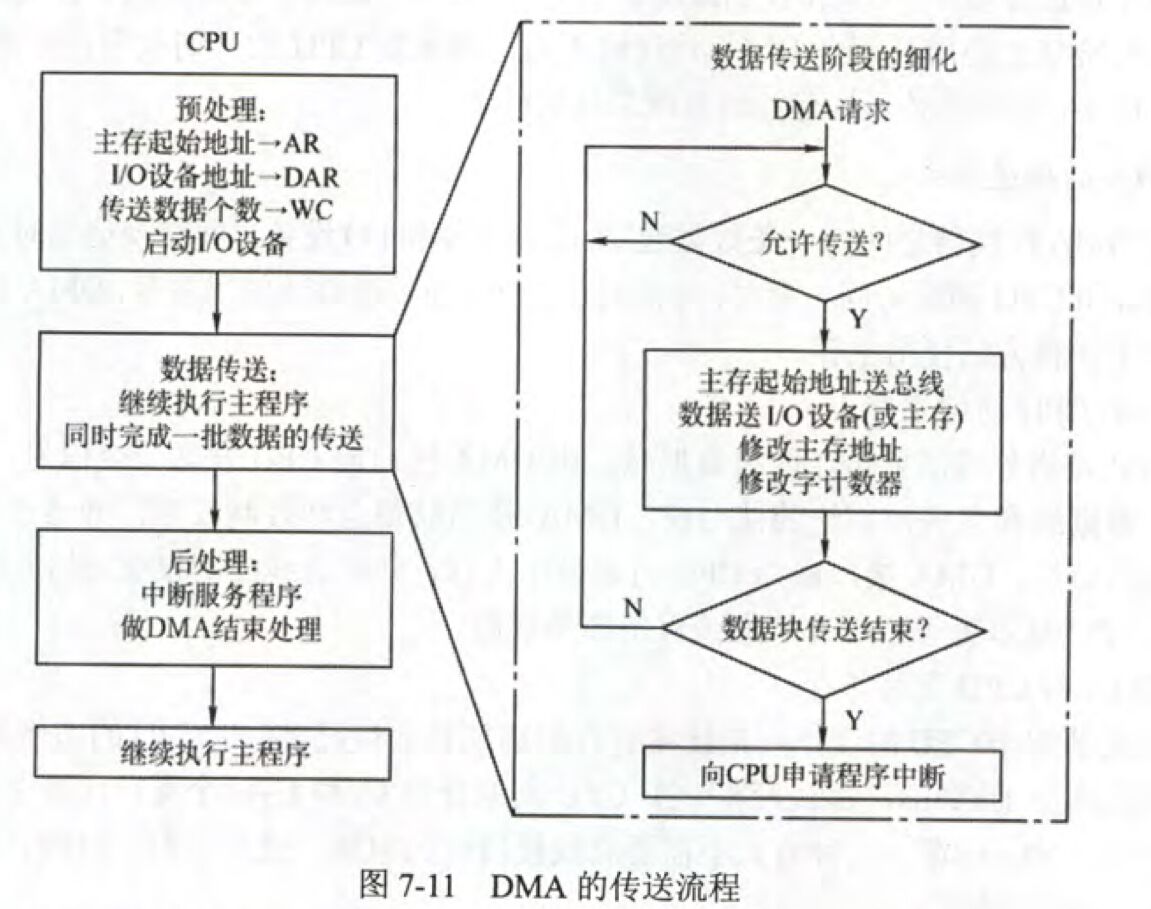 CPU
预处理：
主存起始地址→AR
I/O设备地址→DAR
传送数据个数→WC
启动I/O设备
数据传送：
继续执行主程序
同时完成一批数据的传送
后处理：
中断服务程序
做DMA结束处理
继续执行主程序
数据传送阶段的细化
DMA请求
允许传送？
N
Y
主存起始地址送总线
数据送 I/O 设备(或主存)
修改主存地址
修改字计数器
数据块传送结束？
N
Y
向CPU申请程序中断
图 7-11 DMA 的传送流程